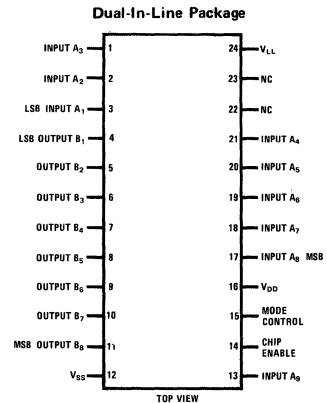 Dual-In-Line Package
INPUT A3 1
INPUT A2 2
LSB INPUT A1 3
LSB OUTPUT B1 4
OUTPUT B2 5
OUTPUT B3 6
OUTPUT B4 7
OUTPUT B5 8
OUTPUT B6 9
OUTPUT B7 10
MSB OUTPUT B8 11
VSS 12
24 VLL
23 NC
22 NC
21 INPUT A4
20 INPUT A5
19 INPUT A6
18 INPUT A7
17 INPUT A8 MSB
16 VDD
15 MODE
CONTROL
14 CHIP
ENABLE
13 INPUT A9
TOP VIEW